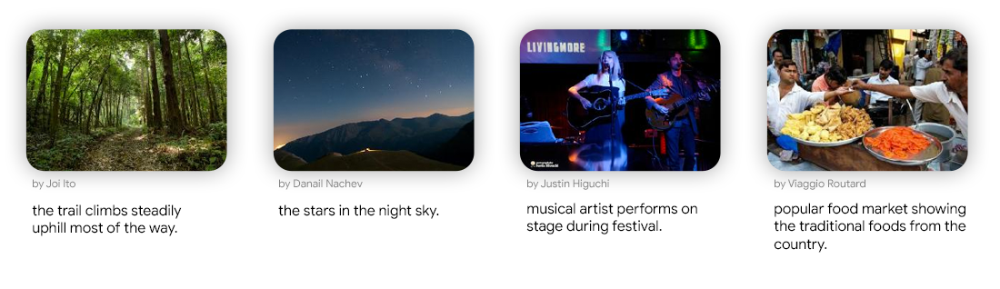 LIVING&MORE
by Joi Ito
by Danail Nachev
by Justin Higuchi
by Viaggio Routard
the trail climbs steadily
uphill most of the way.
the stars in the night sky.
musical artist performs on
stage during festival.
popular food market showing
the traditional foods from the
country.